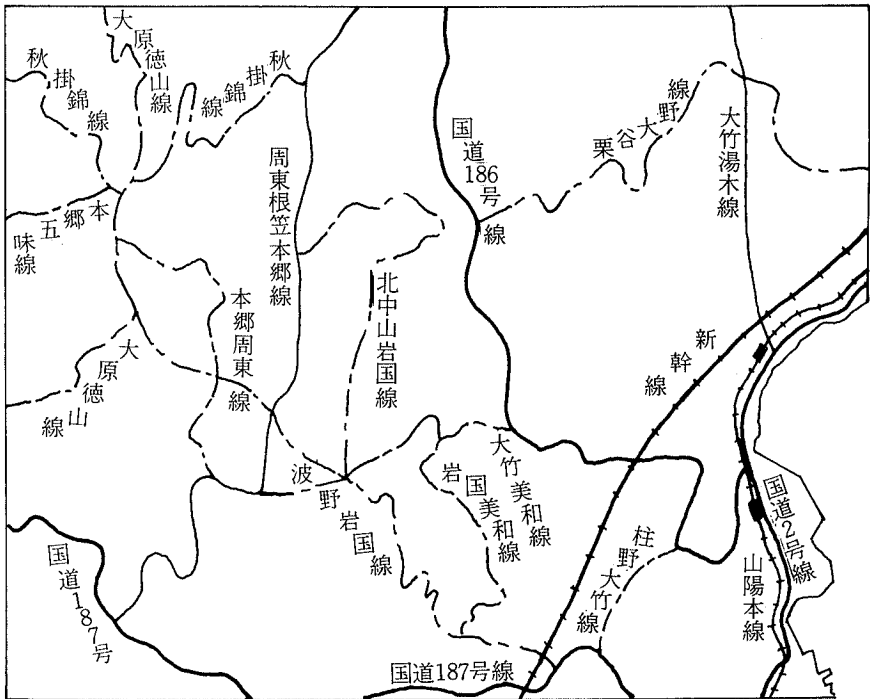 大原徳山線
秋掛錦線
秋掛錦線
本郷五味線
周東根笠本郷線
国道186号線
栗谷大野線
大竹湯木線
北中山岩国線
本郷周東線
大原徳山線
新幹線
波野岩国線
大竹美和線
岩国美和線
柱野大竹線
国道2号線
山陽本線
国道187号
国道187号線